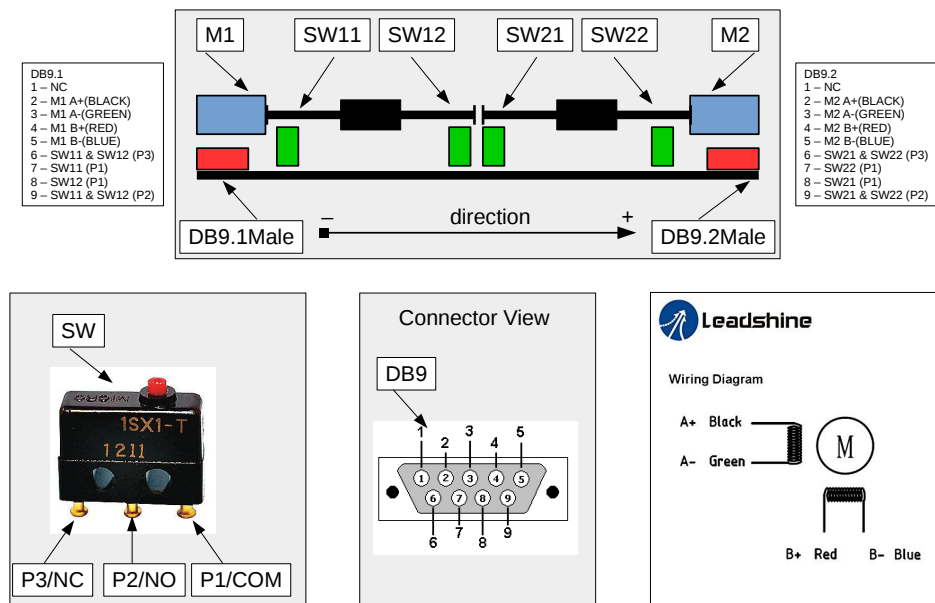 M1
SW11
SW12
SW21
SW22
M2
DB9.1
1 – NC
2 – M1 A+(BLACK)
3 – M1 A-(GREEN)
4 – M1 B+(RED)
5 – M1 B-(BLUE)
6 – SW11 & SW12 (P3)
7 – SW11 (P1)
8 – SW12 (P1)
9 – SW11 & SW12 (P2)
DB9.2
1 – NC
2 – M2 A+(BLACK)
3 – M2 A-(GREEN)
4 – M2 B+(RED)
5 – M2 B-(BLUE)
6 – SW21 & SW22 (P3)
7 – SW22 (P1)
8 – SW21 (P1)
9 – SW21 & SW22 (P2)
– direction +
DB9.1Male
DB9.2Male
SW
MICRO
1SX1-T
1211
P3/NC
P2/NO
P1/COM
Connector View
DB9
1 2 3 4 5
1 2 3 4 5
6 7 8 9
6 7 8 9
Leadshine
Wiring Diagram
A+ Black
A- Green
M
B+ Red B- Blue